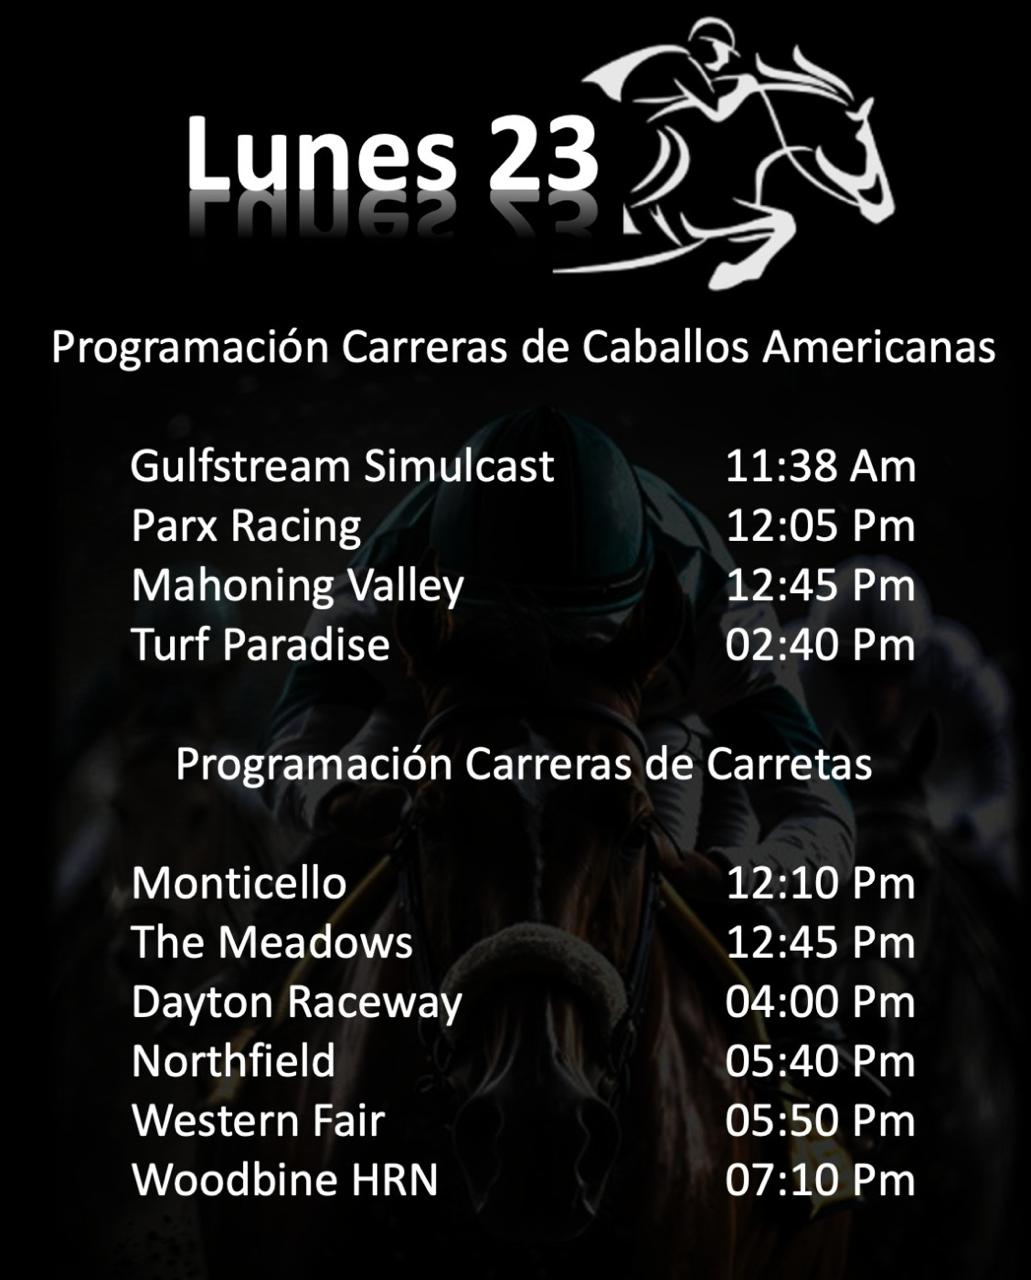 Lunes 23
Programación Carreras de Caballos Americanas
Gulfstream Simulcast 11:38 Am
Parx Racing 12:05 Pm
Mahoning Valley 12:45 Pm
Turf Paradise 02:40 Pm
Programación Carreras de Carretas
Monticello 12:10 Pm
The Meadows 12:45 Pm
Dayton Raceway 04:00 Pm
Northfield 05:40 Pm
Western Fair 05:50 Pm
Woodbine HRN 07:10 Pm